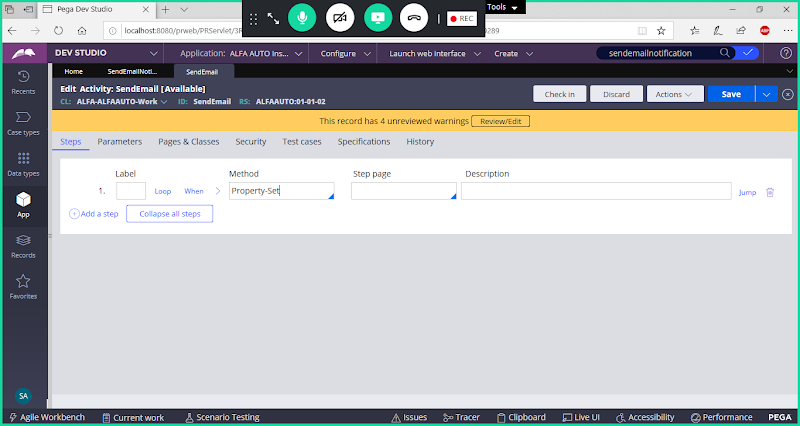 Pega Dev Studio
Tools
REC
localhost:8080/prweb/PRServlet/3R
0289
ABP
DEV STUDIO
Application: ALFA AUTO Ins...
Configure
Launch web interface
Create
sendemailnotification
Home
SendEmailNoti...
SendEmail
Recents
Case types
Data types
App
Records
Favorites
SA
Edit Activity: SendEmail [Available]
CL: ALFA-ALFAAUTO-Work
ID: SendEmail
RS: ALFAAUTO:01-01-02
Check in
Discard
Actions
Save
This record has 4 unreviewed warnings
Review/Edit
Steps
Parameters
Pages & Classes
Security
Test cases
Specifications
History
Label
Method
Step page
Description
1.
Loop
When
Property-Set
Jump
Add a step
Collapse all steps
Agile Workbench
Current work
Scenario Testing
Issues
Tracer
Clipboard
Live UI
Accessibility
Performance
PEGA